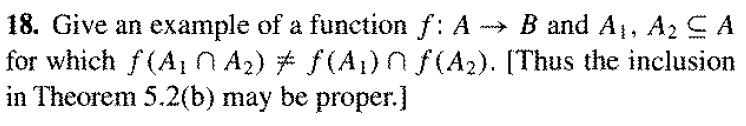 18. Give an example of a function f: A → B and A₁, A₂ ⊆ A
for which f(A₁ ∩ A₂) ≠ f(A₁) ∩ f(A₂). [Thus the inclusion
in Theorem 5.2(b) may be proper.]